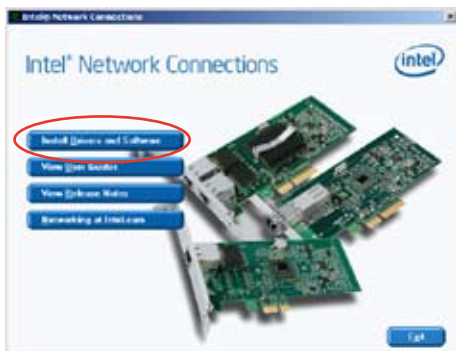 Intel® Network Connections
Intel® Network Connections
intel
Install Drivers and Software
View User Guides
View Release Notes
Networking at Intel.com
Exit